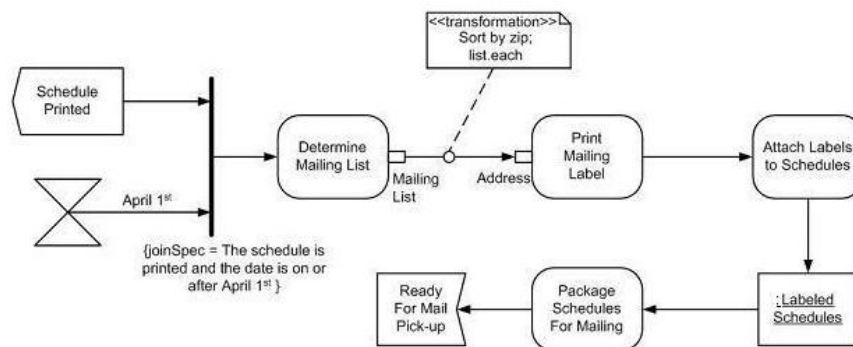 <<transformation>>
Sort by zip;
list.each
Schedule
Printed
Determine
Mailing List
Print
Mailing
Label
Attach Labels
to Schedules
Mailing
List
Address
April 1st
{joinSpec = The schedule is
printed and the date is on or
after April 1st }
Ready
For Mail
Pick-up
Package
Schedules
For Mailing
:Labeled
Schedules